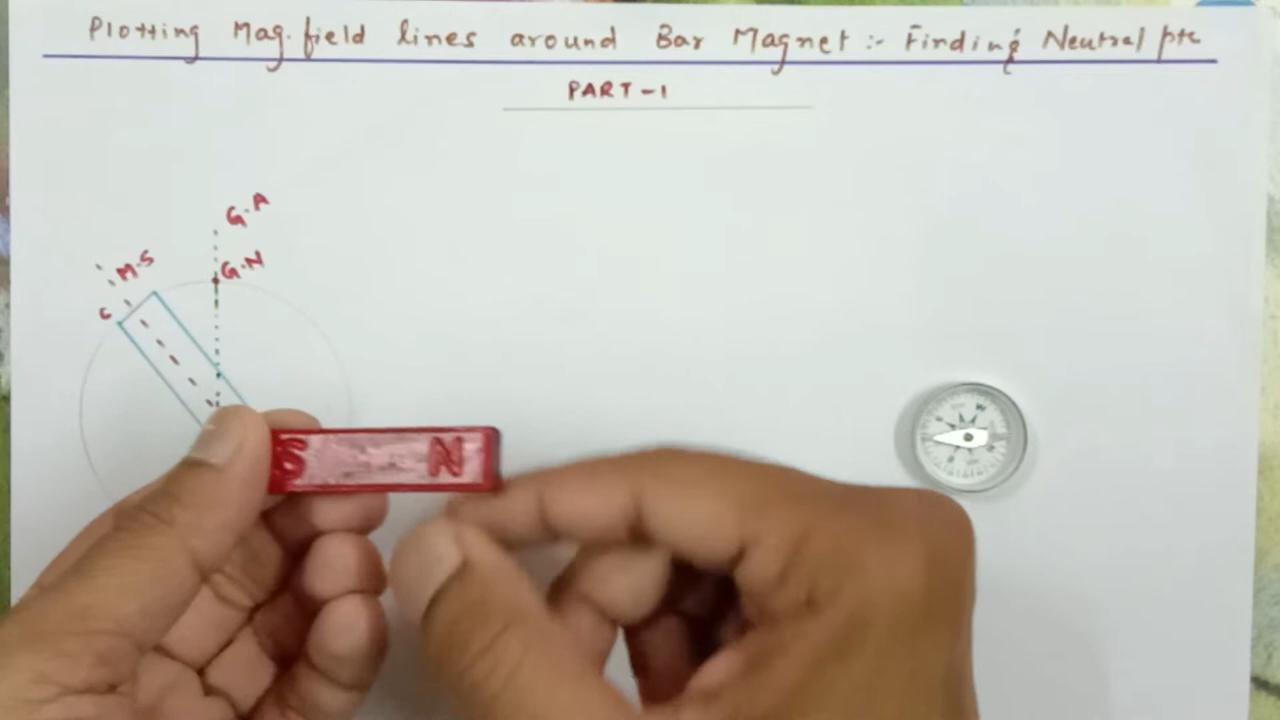 Plotting Mag. field lines around Bar Magnet :- Finding Neutral pts
PART-1
G.A
G.N
M.S
S N